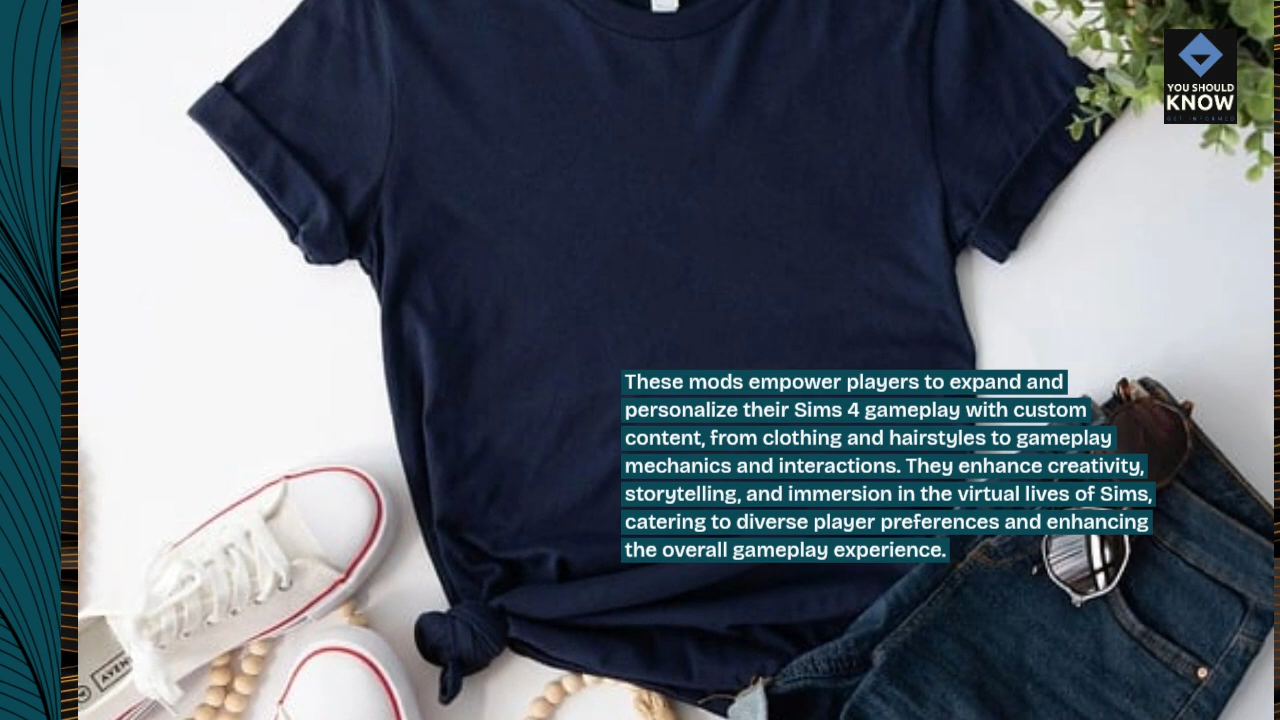 YOU SHOULD
KNOW
GET INFORMED
These mods empower players to expand and
personalize their Sims 4 gameplay with custom
content, from clothing and hairstyles to gameplay
mechanics and interactions. They enhance creativity,
storytelling, and immersion in the virtual lives of Sims,
catering to diverse player preferences and enhancing
the overall gameplay experience.